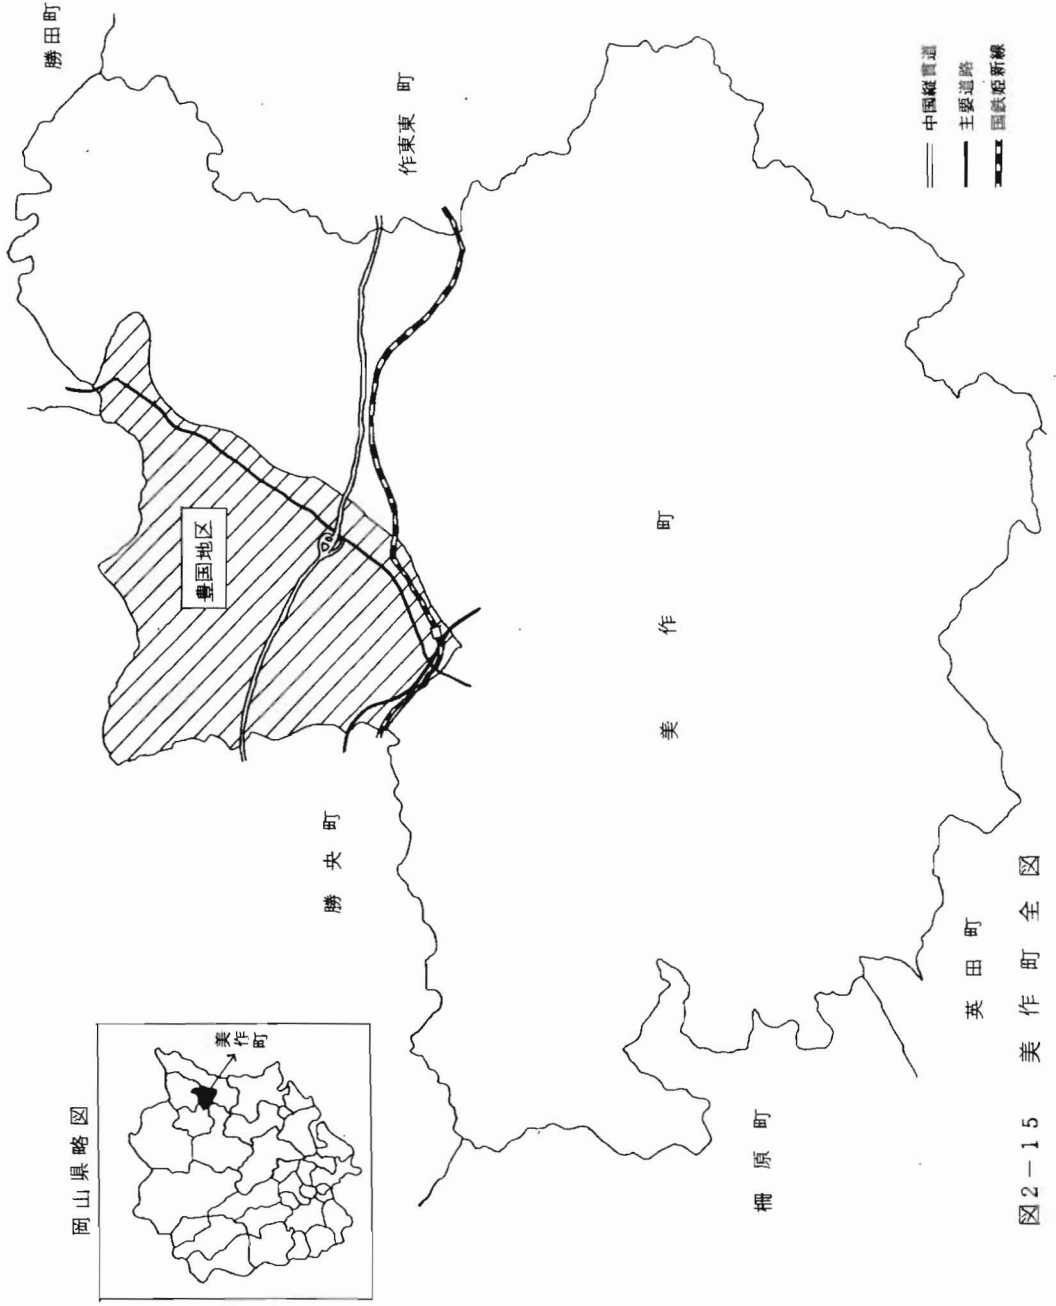 岡山県略図
美作町
勝田町
作東東町
豊国地区
勝央町
美作町
柵原町
英田町
中国縦貫道
主要道路
国鉄姫新線
図2-15 美作町全図